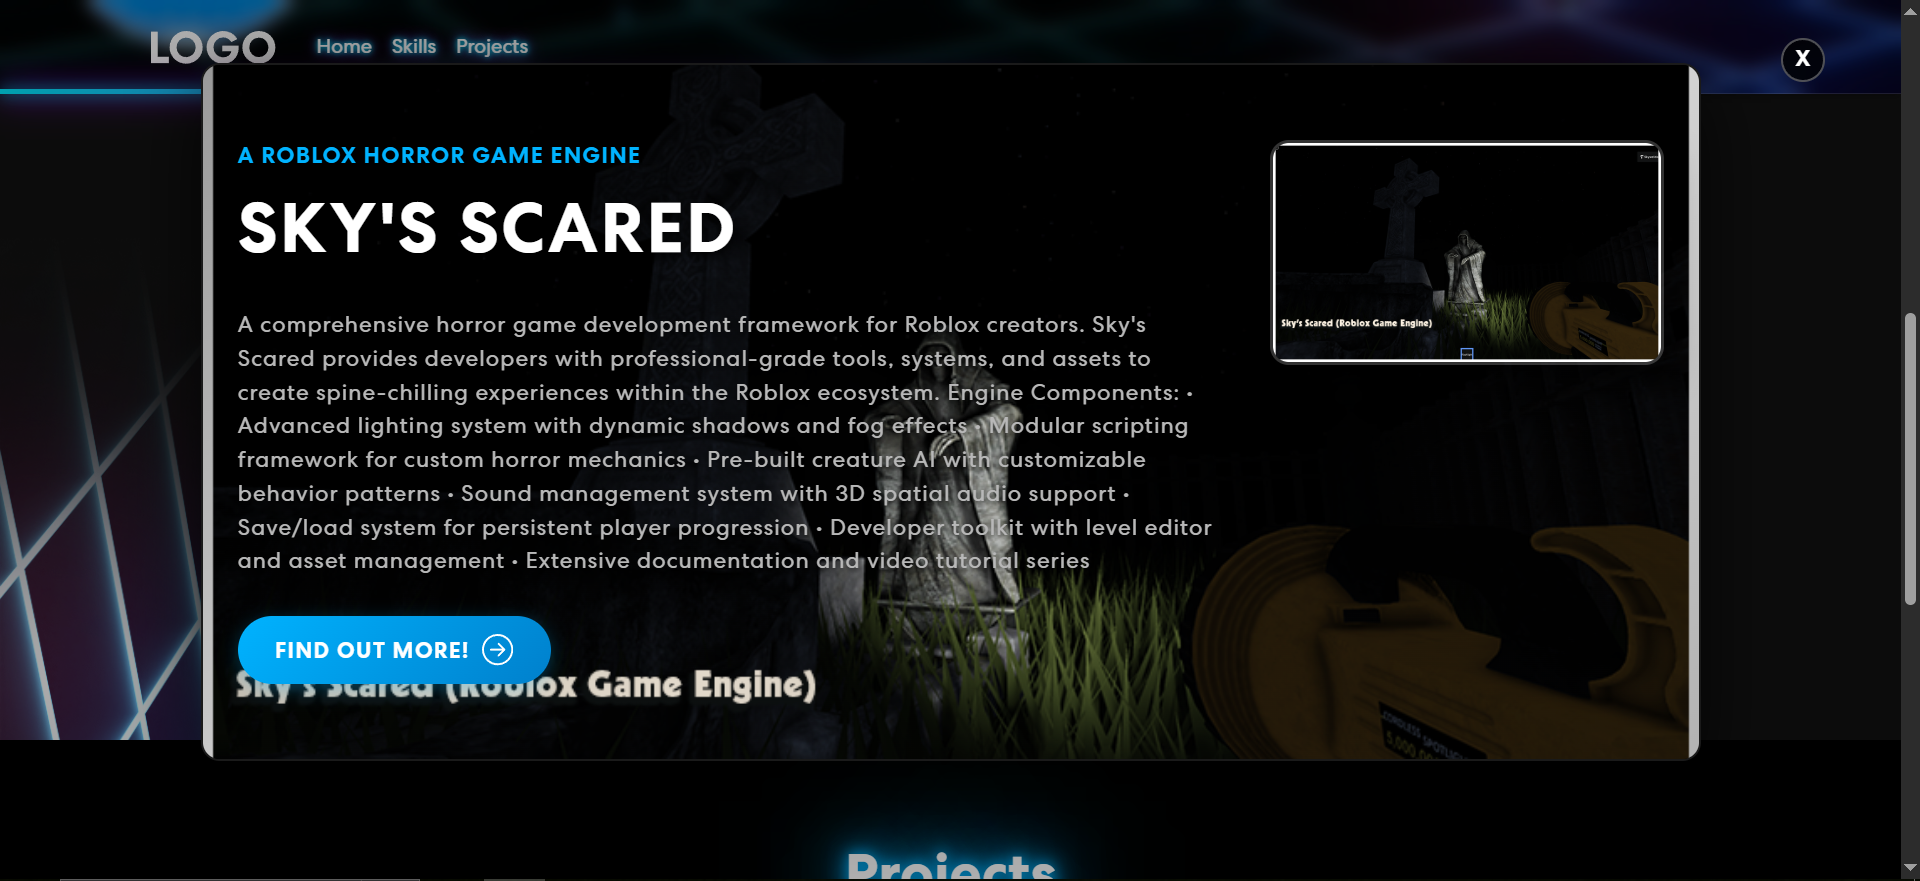 LOGO
Home Skills Projects
X
A ROBLOX HORROR GAME ENGINE
SKY'S SCARED
A comprehensive horror game development framework for Roblox creators. Sky's
Scared provides developers with professional-grade tools, systems, and assets to
create spine-chilling experiences within the Roblox ecosystem. Engine Components: •
Advanced lighting system with dynamic shadows and fog effects • Modular scripting
framework for custom horror mechanics • Pre-built creature AI with customizable
behavior patterns • Sound management system with 3D spatial audio support •
Save/load system for persistent player progression • Developer toolkit with level editor
and asset management • Extensive documentation and video tutorial series
Sky's Scared (Roblox Game Engine)
FIND OUT MORE!
Sky's Scared (Roblox Game Engine)
CORDLESS SPOTLIGHT
Projects